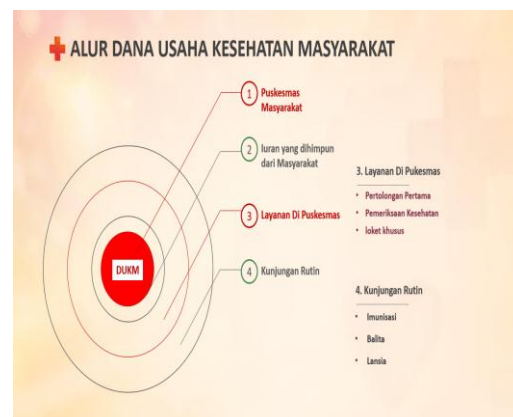 ALUR DANA USAHA KESEHATAN MASYARAKAT
1
Puskesmas
Masyarakat
2
Iuran yang dihimpun
dari Masyarakat
3
Layanan Di Puskesmas
4
Kunjungan Rutin
DUKM
3. Layanan Di Pukesmas
• Pertolongan Pertama
• Pemeriksaan Kesehatan
• loket khusus
4. Kunjungan Rutin
• Imunisasi
• Balita
• Lansia